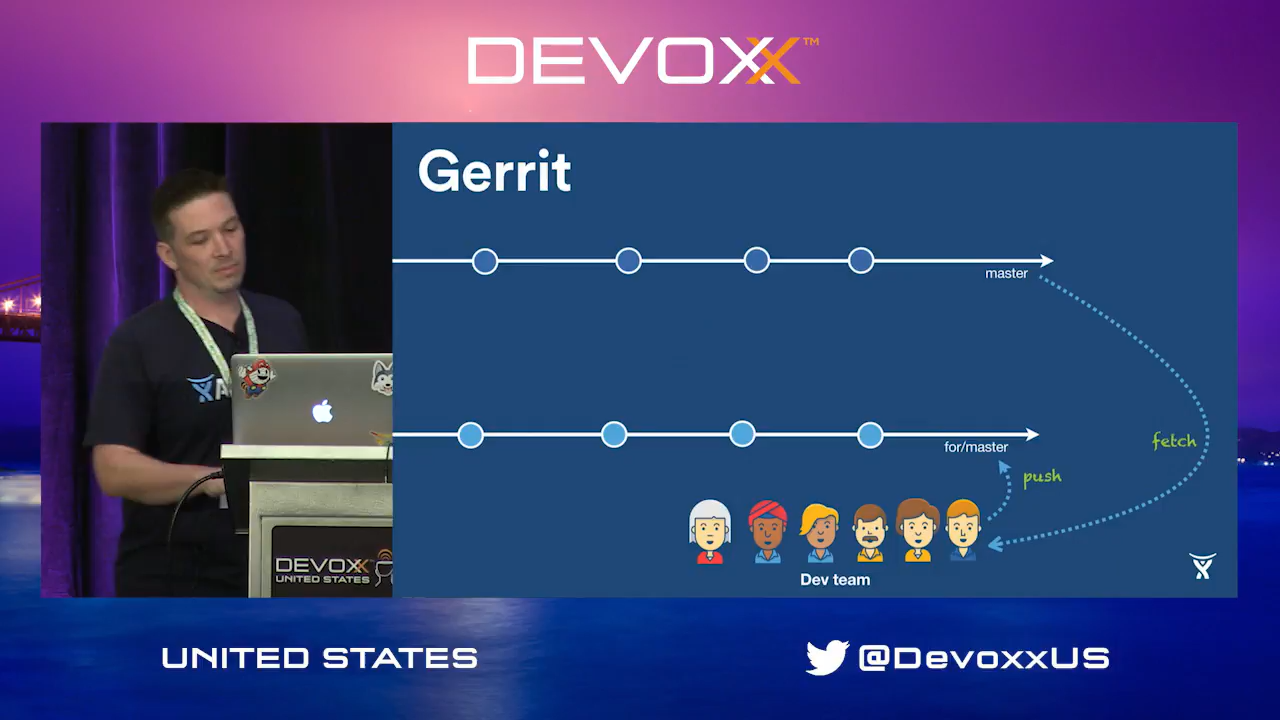 DEVOXX™
Gerrit
master
for/master
fetch
push
Dev team
DEVOXX
UNITED STATES
UNITED STATES
@DevoxxUS